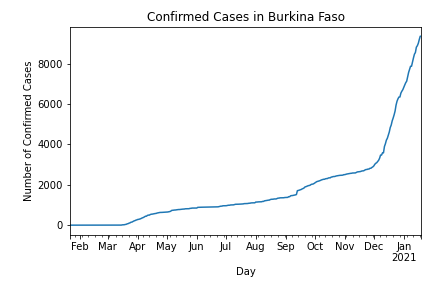 Confirmed Cases in Burkina Faso
Number of Confirmed Cases
8000
6000
4000
2000
0
Feb Mar Apr May Jun Jul Aug Sep Oct Nov Dec Jan
2021
Day